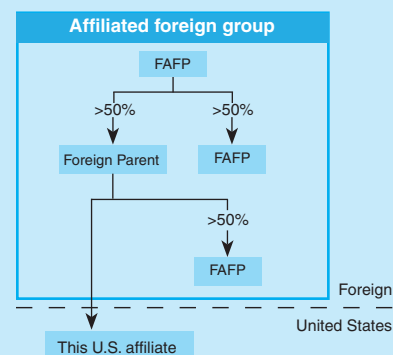 Affiliated foreign group
FAFP
>50% >50%
Foreign Parent FAFP
>50%
FAFP
Foreign
United States
This U.S. affiliate